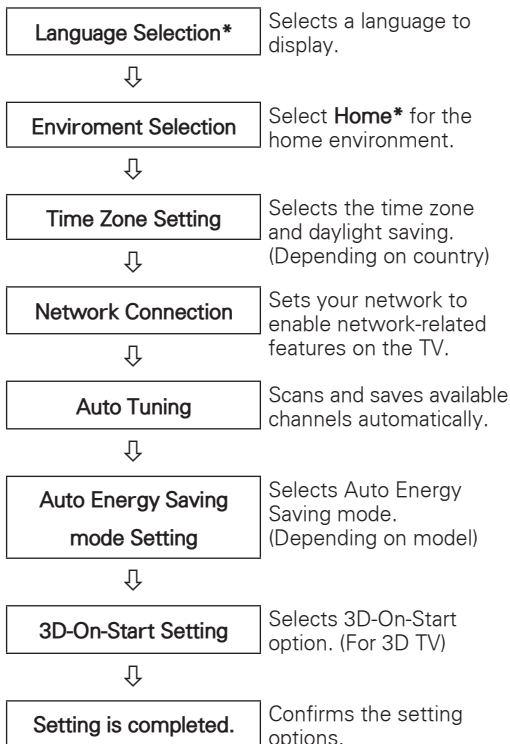 Language Selection*
Selects a language to
display.
Enviroment Selection
Select Home* for the
home environment.
Time Zone Setting
Selects the time zone
and daylight saving.
(Depending on country)
Network Connection
Sets your network to
enable network-related
features on the TV.
Auto Tuning
Scans and saves available
channels automatically.
Auto Energy Saving
mode Setting
Selects Auto Energy
Saving mode.
(Depending on model)
3D-On-Start Setting
Selects 3D-On-Start
option. (For 3D TV)
Setting is completed.
Confirms the setting
options.